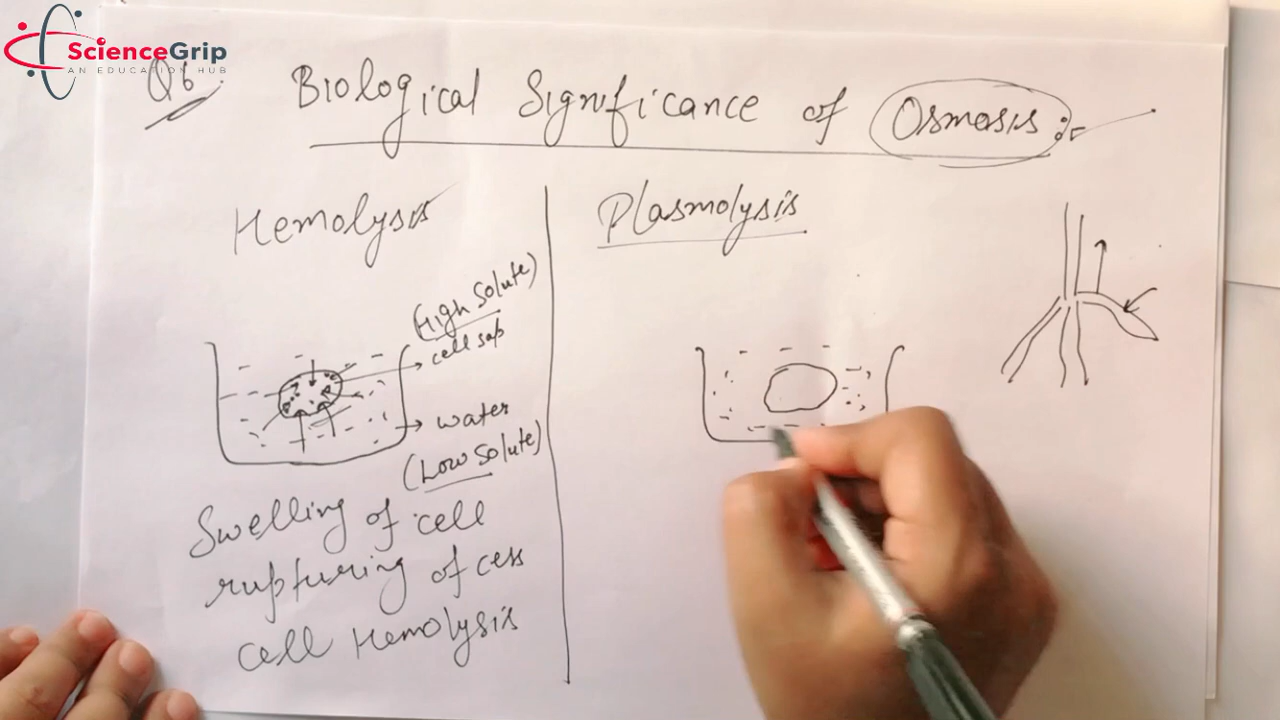 ScienceGrip
AN EDUCATION HUB
Q6.
Biological Significance of Osmosis :-
Hemolysis
(High Solute)
cell sap
water
(Low solute)
Swelling of cell
rupturing of cess
cell Hemolysis
Plasmolysis